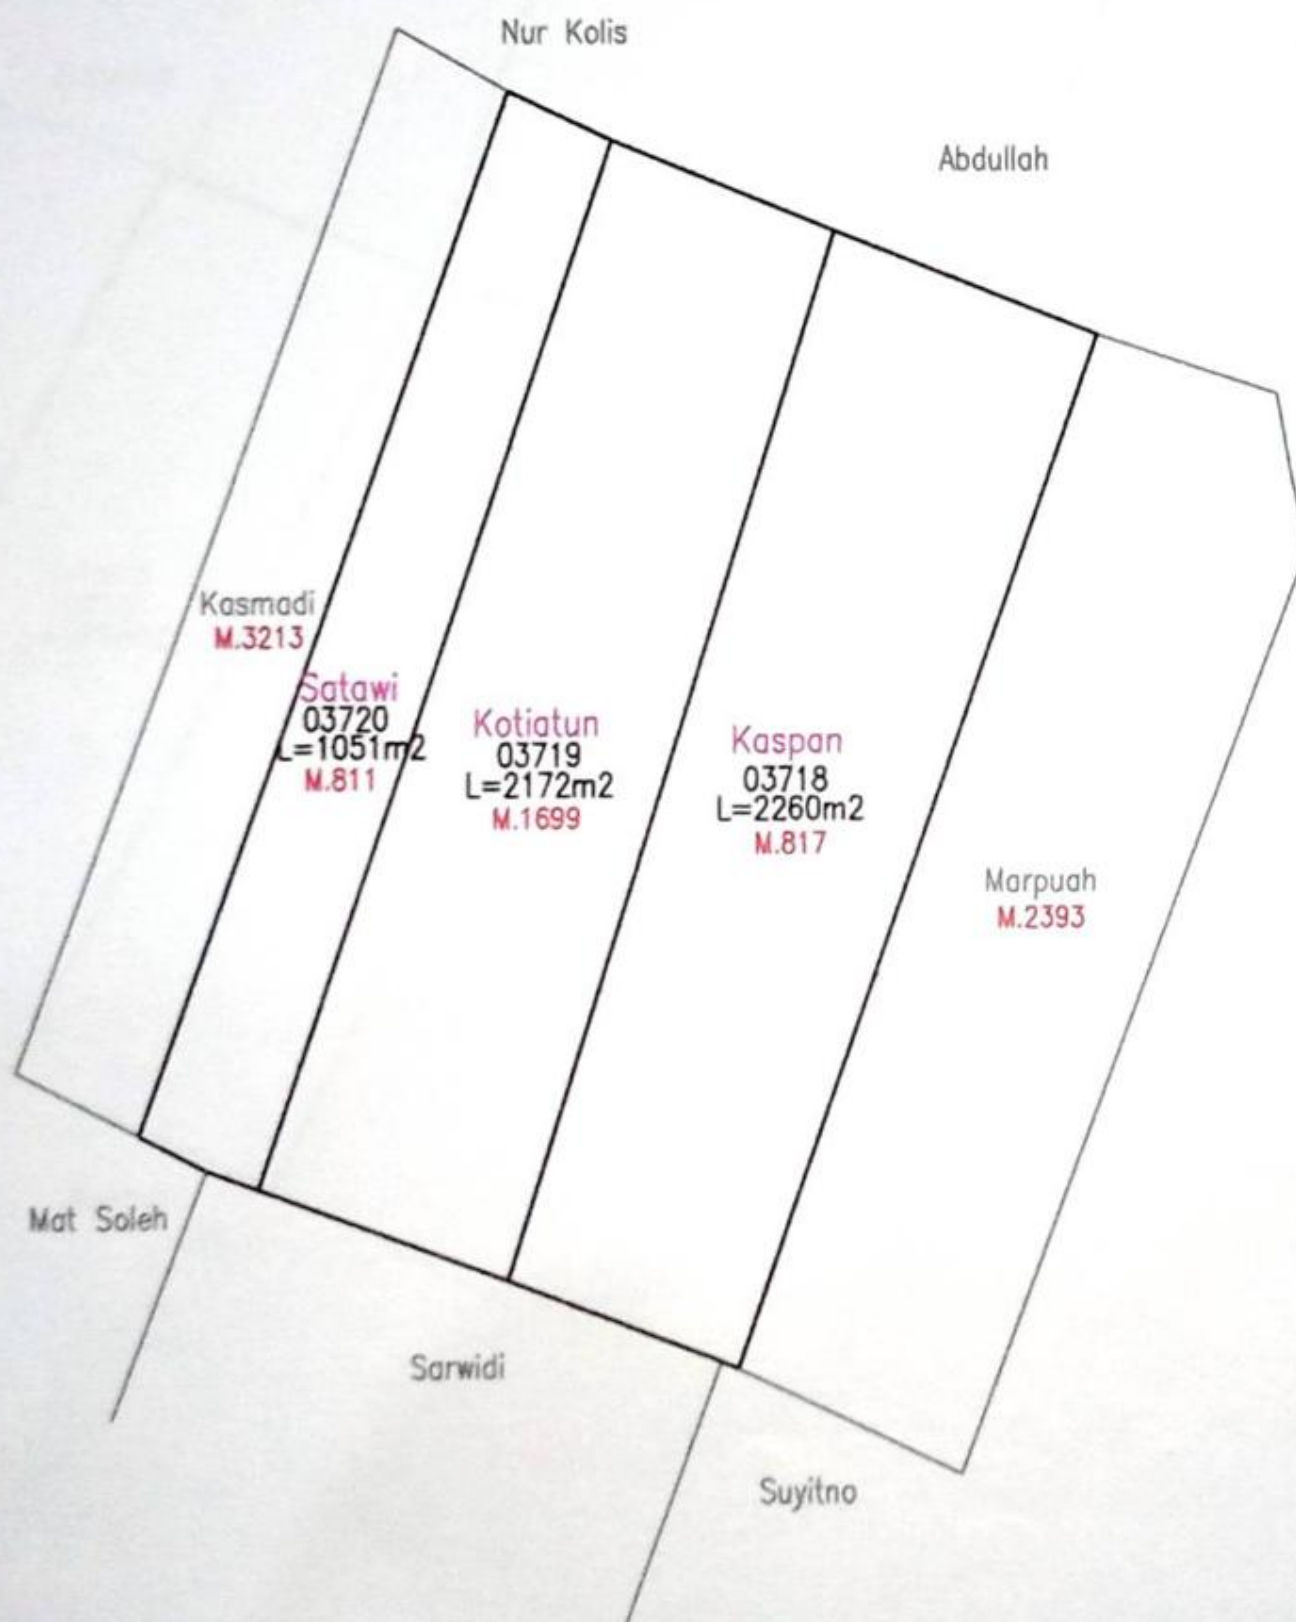 Nur Kolis
Abdullah
Kasmadi
M.3213
Satawi
03720
L=1051m2
M.811
Kotiatun
03719
L=2172m2
M.1699
Kaspan
03718
L=2260m2
M.817
Marpuah
M.2393
Mat Soleh
Sarwidi
Suyitno